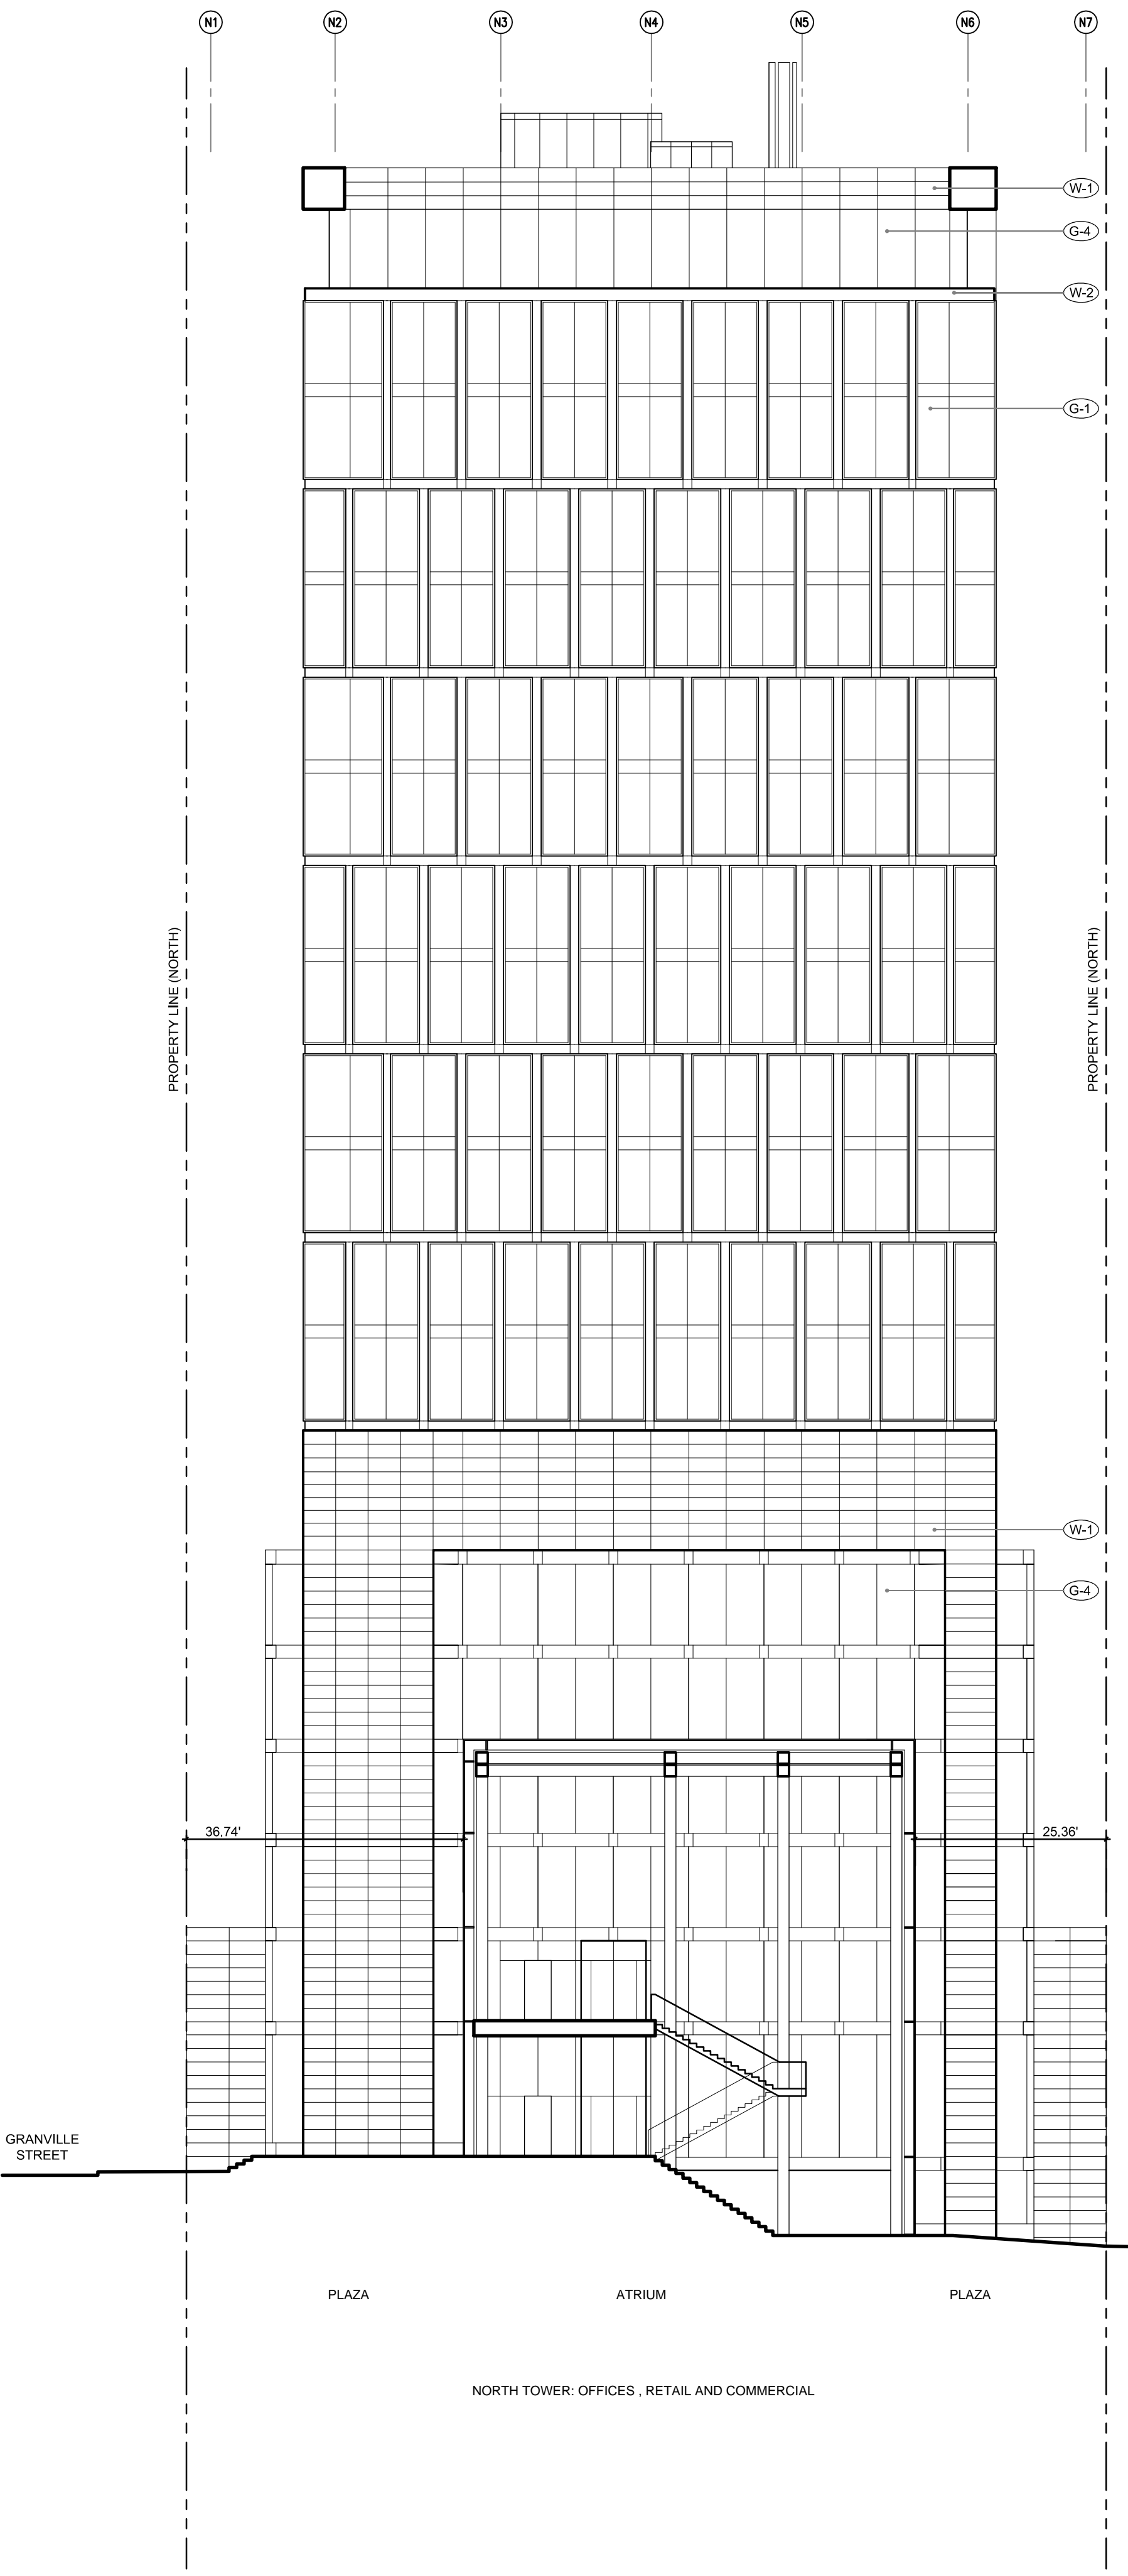 N1
N2
N3
N4
N5
N6
N7
W-1
G-4
W-2
G-1
PROPERTY LINE (NORTH)
PROPERTY LINE (NORTH)
W-1
G-4
36.74'
25.36'
GRANVILLE
STREET
PLAZA
ATRIUM
PLAZA
NORTH TOWER: OFFICES , RETAIL AND COMMERCIAL